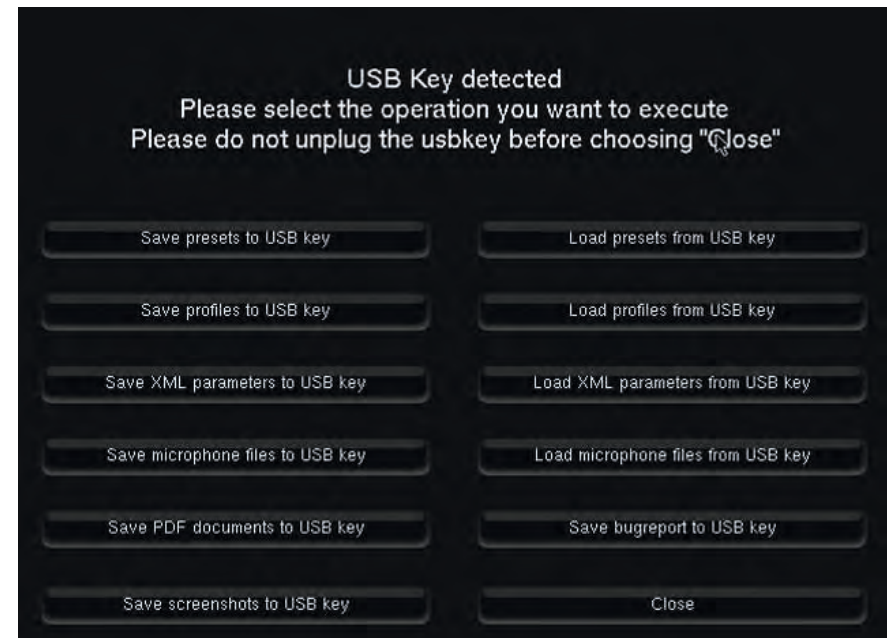 USB Key detected
Please select the operation you want to execute
Please do not unplug the usbkey before choosing "Close"
Save presets to USB key
Load presets from USB key
Save profiles to USB key
Load profiles from USB key
Save XML parameters to USB key
Load XML parameters from USB key
Save microphone files to USB key
Load microphone files from USB key
Save PDF documents to USB key
Save bugreport to USB key
Save screenshots to USB key
Close